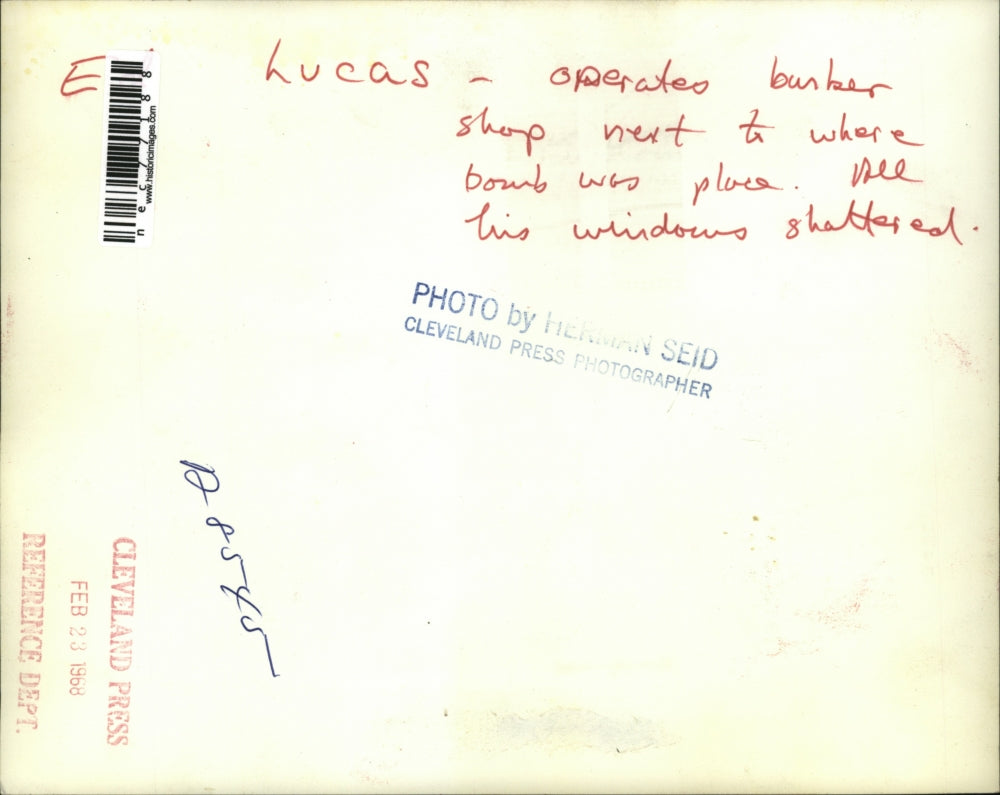 E Lucas - operates barber
shop next to where
bomb was place. All
his windows shattered.
www.historicimages.com
PHOTO by HERMAN SEID
CLEVELAND PRESS PHOTOGRAPHER
CLEVELAND PRESS
FEB 23 1968
REFERENCE DEPT.